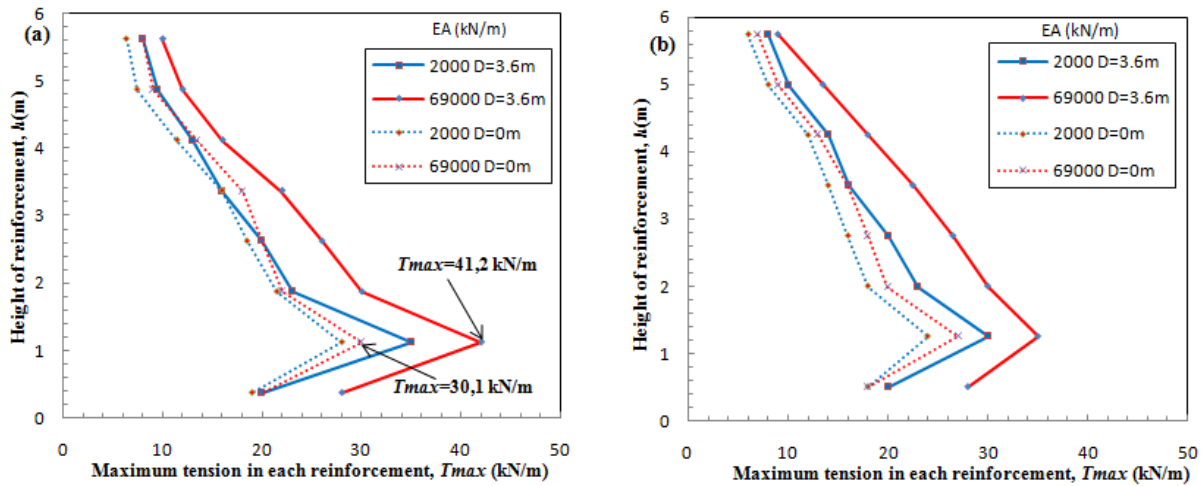 (a)
EA (kN/m)
2000 D=3.6m
69000 D=3.6m
2000 D=0m
69000 D=0m
Tmax=41,2 kN/m
Tmax=30,1 kN/m
6
5
4
3
2
1
0
Height of reinforcement, h(m)
0 10 20 30 40 50
Maximum tension in each reinforcement, Tmax (kN/m)
(b)
EA (kN/m)
2000 D=3.6m
69000 D=3.6m
2000 D=0m
69000 D=0m
6
5
4
3
2
1
0
Height of reinforcement, h(m)
0 10 20 30 40 50
Maximum tension in each reinforcement, Tmax (kN/m)